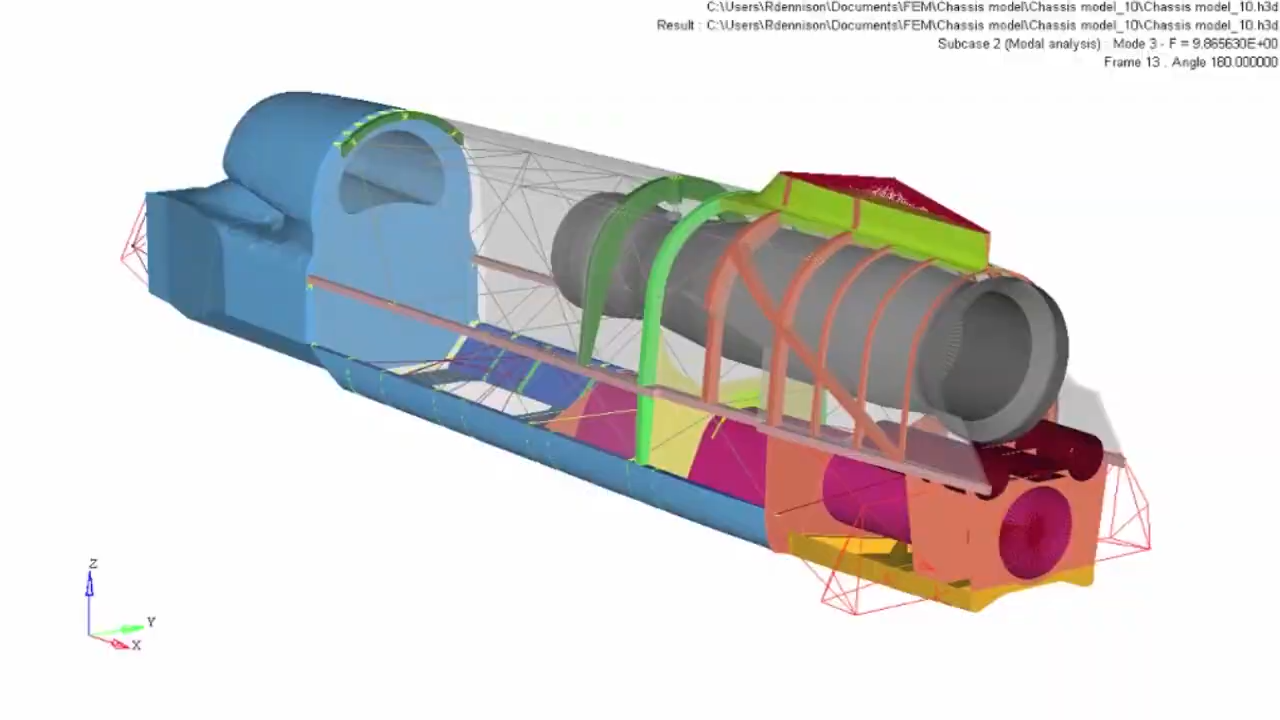 C:\Users\Rdennison\Documents\FEM\Chassis model\Chassis model_10\Chassis model_10.h3d
Result : C:\Users\Rdennison\Documents\FEM\Chassis model\Chassis model_10\Chassis model_10.h3d
Subcase 2 (Modal analysis) : Mode 3 - F = 9.865630E+00
Frame 13 : Angle 180.000000
Z
Y
X